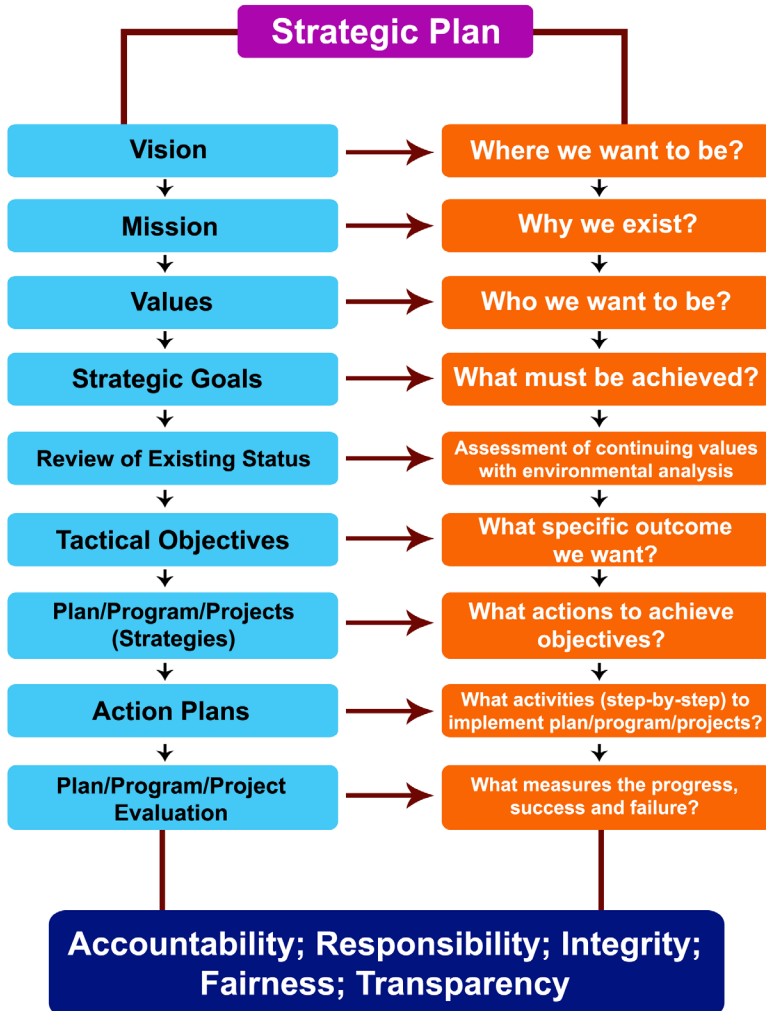 Strategic Plan
Vision
Where we want to be?
Mission
Why we exist?
Values
Who we want to be?
Strategic Goals
What must be achieved?
Review of Existing Status
Assessment of continuing values
with environmental analysis
Tactical Objectives
What specific outcome
we want?
Plan/Program/Projects
(Strategies)
What actions to achieve
objectives?
Action Plans
What activities (step-by-step) to
implement plan/program/projects?
Plan/Program/Project
Evaluation
What measures the progress,
success and failure?
Accountability; Responsibility; Integrity;
Fairness; Transparency